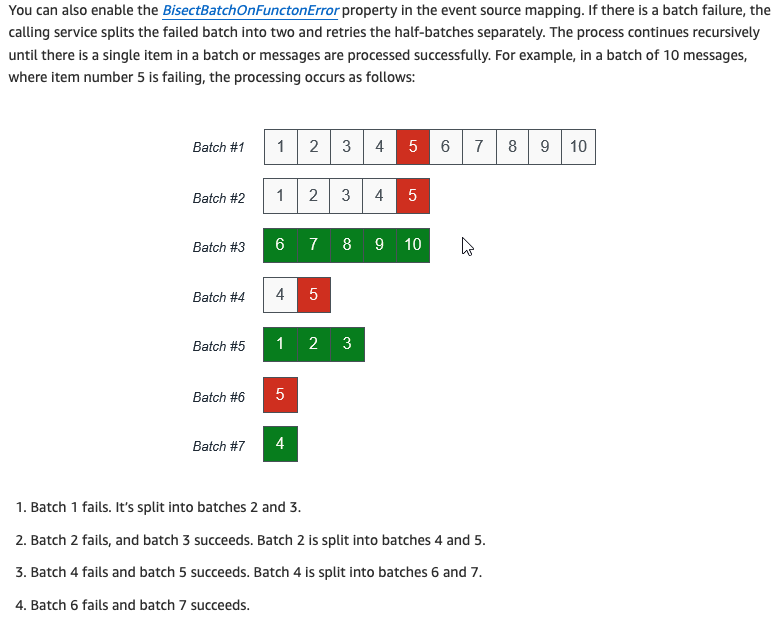 You can also enable the BisectBatchOnFunctonError property in the event source mapping. If there is a batch failure, the
calling service splits the failed batch into two and retries the half-batches separately. The process continues recursively
until there is a single item in a batch or messages are processed successfully. For example, in a batch of 10 messages,
where item number 5 is failing, the processing occurs as follows:
Batch #1 1 2 3 4 5 6 7 8 9 10
Batch #2 1 2 3 4 5
Batch #3 6 7 8 9 10
Batch #4 4 5
Batch #5 1 2 3
Batch #6 5
Batch #7 4
1. Batch 1 fails. It's split into batches 2 and 3.
2. Batch 2 fails, and batch 3 succeeds. Batch 2 is split into batches 4 and 5.
3. Batch 4 fails and batch 5 succeeds. Batch 4 is split into batches 6 and 7.
4. Batch 6 fails and batch 7 succeeds.